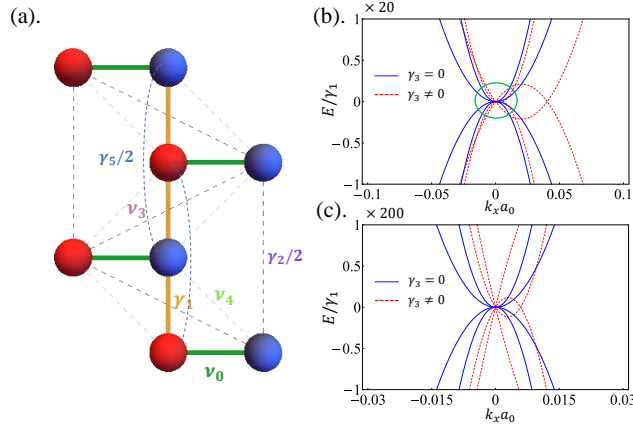 (a).
γ₅/2
ν₃
γ₂/2
ν₄
γ₁
ν₀
(b).
× 20
1
0.5
0
-0.5
-1
E/γ₁
γ₃ = 0
γ₃ ≠ 0
-0.1
-0.05
0
0.05
0.1
kₓa₀
(c).
× 200
1
0.5
0
-0.5
-1
E/γ₁
γ₃ = 0
γ₃ ≠ 0
-0.03
-0.015
0
0.015
0.03
kₓa₀